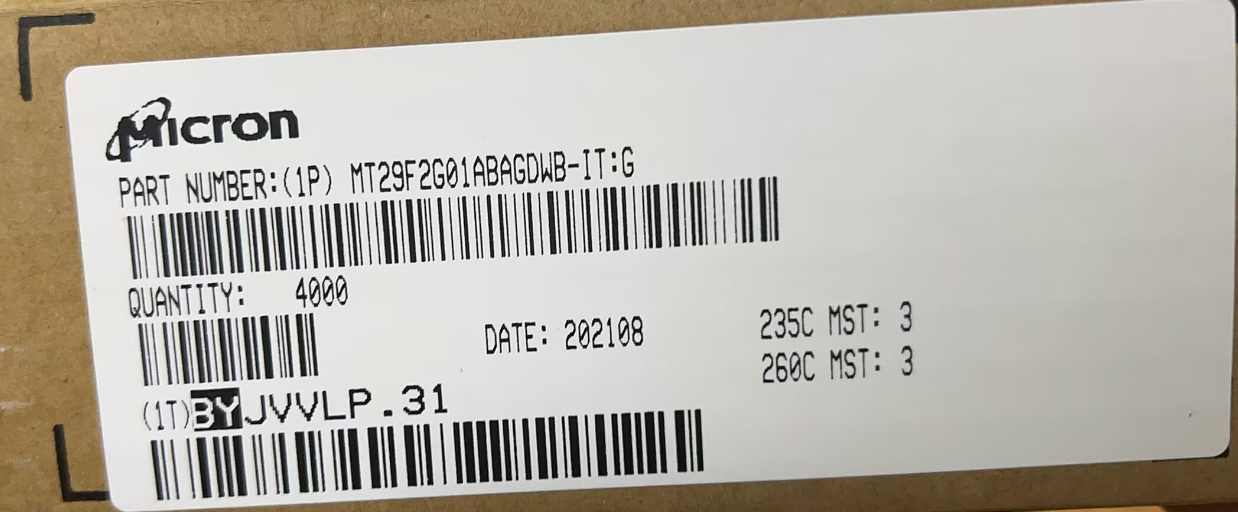 Micron
PART NUMBER:(1P) MT29F2G01ABAGDWB-IT:G
QUANTITY: 4000
DATE: 202108
235C MST: 3
260C MST: 3
(1T)BYJVVLP.31